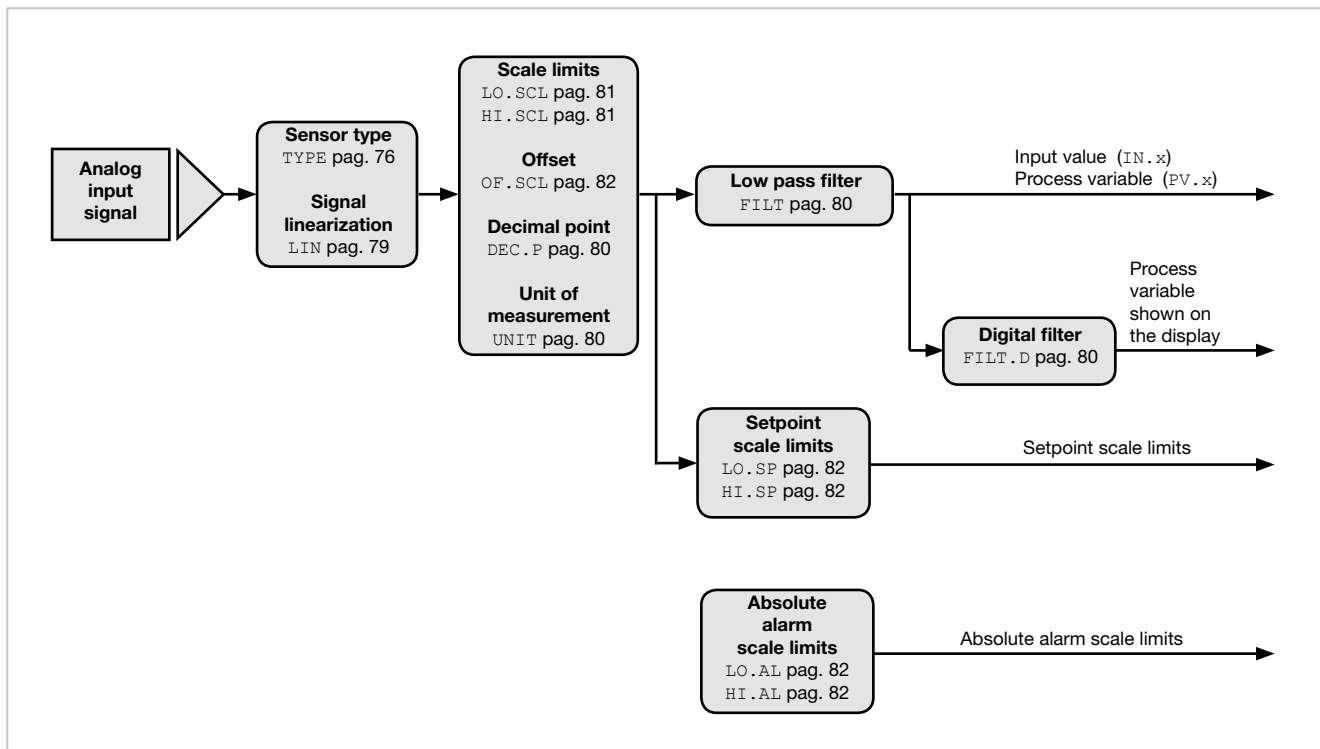 Analog
input
signal
Sensor type
TYPE pag. 76
Signal
linearization
LIN pag. 79
Scale limits
LO.SCL pag. 81
HI.SCL pag. 81
Offset
OF.SCL pag. 82
Decimal point
DEC.P pag. 80
Unit of
measurement
UNIT pag. 80
Low pass filter
FILT pag. 80
Input value (IN.x)
Process variable (PV.x)
Digital filter
FILT.D pag. 80
Process
variable
shown on
the display
Setpoint
scale limits
LO.SP pag. 82
HI.SP pag. 82
Setpoint scale limits
Absolute
alarm
scale limits
LO.AL pag. 82
HI.AL pag. 82
Absolute alarm scale limits